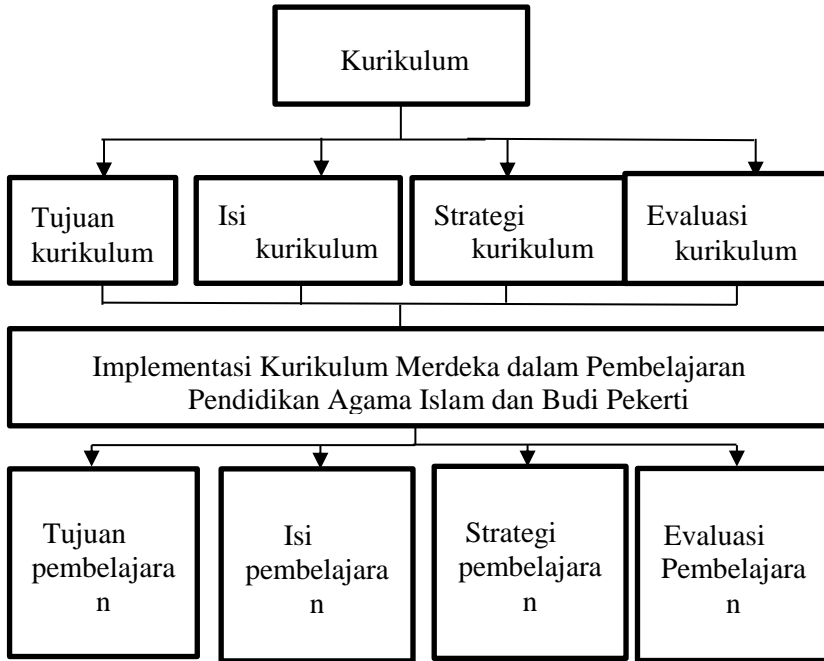 Kurikulum
Tujuan
kurikulum
Isi
kurikulum
Strategi
kurikulum
Evaluasi
kurikulum
Implementasi Kurikulum Merdeka dalam Pembelajaran
Pendidikan Agama Islam dan Budi Pekerti
Tujuan
pembelajara
n
Isi
pembelajara
n
Strategi
pembelajara
n
Evaluasi
Pembelajara
n